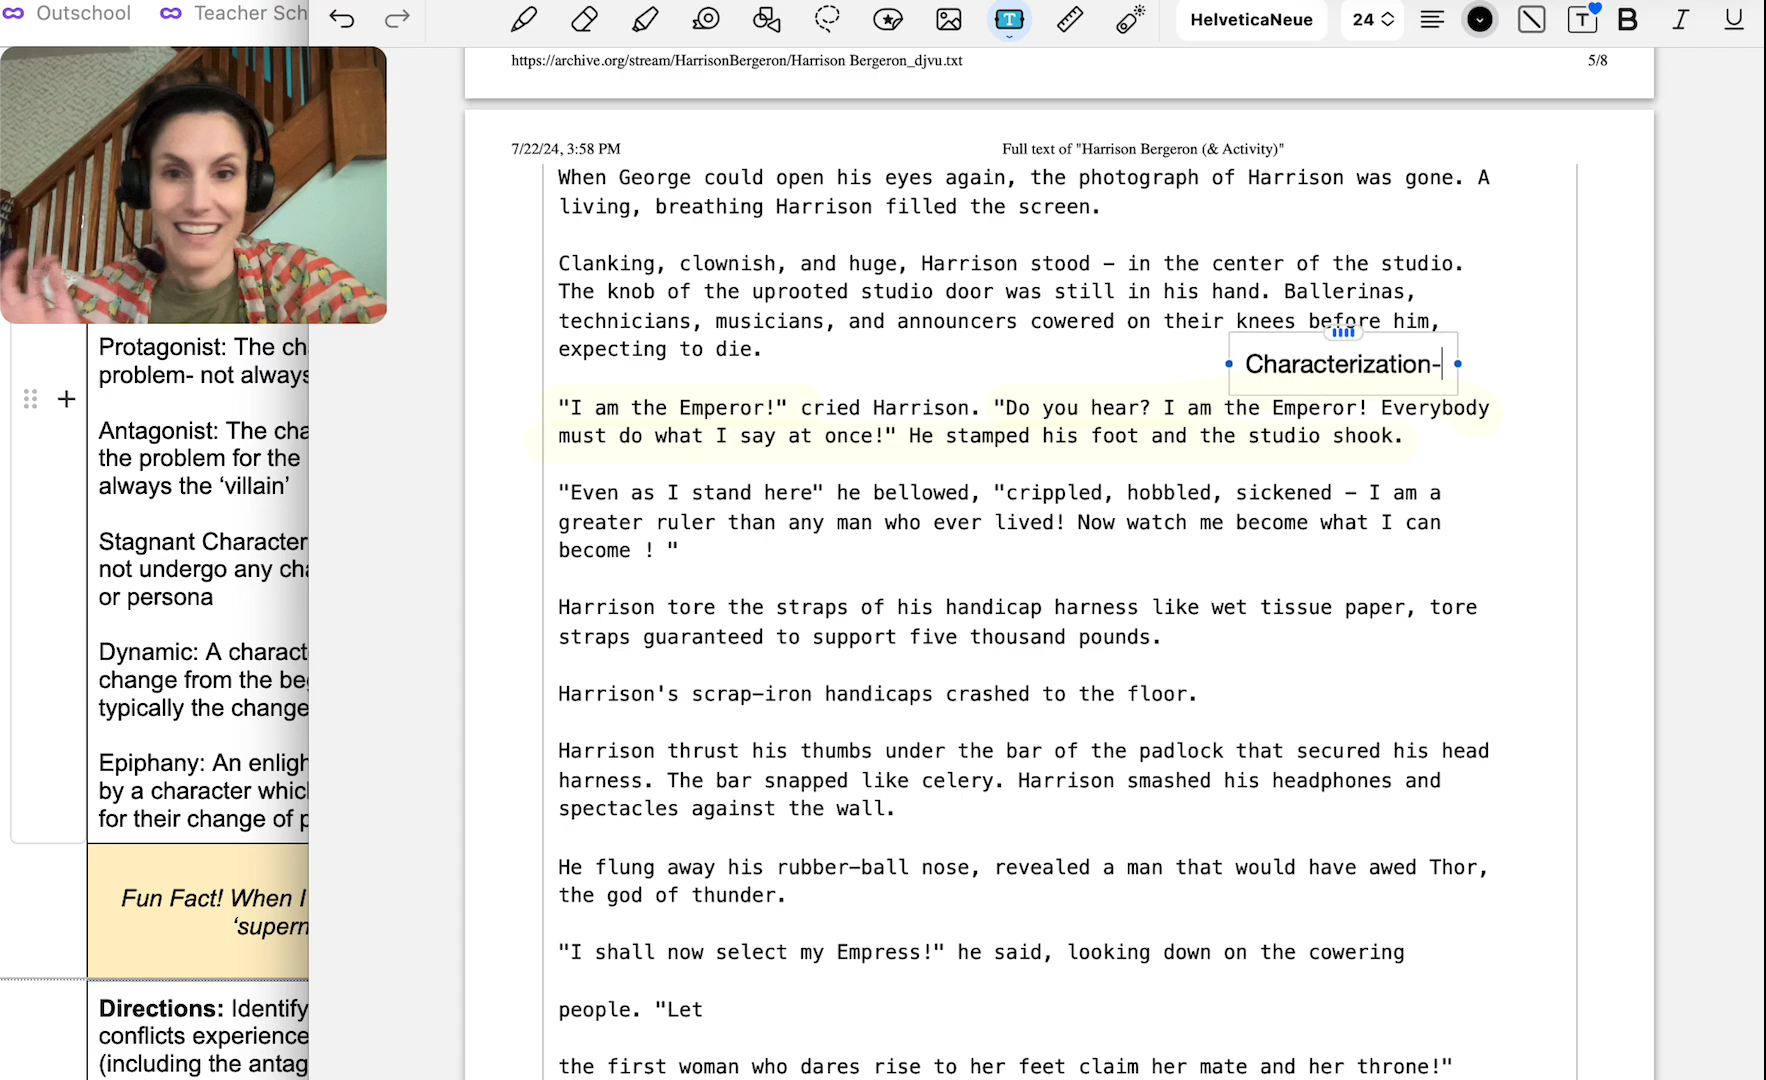 Outschool
Teacher Sch
HelveticaNeue
24
T
B
I
U
https://archive.org/stream/HarrisonBergeron/Harrison Bergeron_djvu.txt
5/8
7/22/24, 3:58 PM
Full text of "Harrison Bergeron (& Activity)"
When George could open his eyes again, the photograph of Harrison was gone. A
living, breathing Harrison filled the screen.
Clanking, clownish, and huge, Harrison stood - in the center of the studio.
The knob of the uprooted studio door was still in his hand. Ballerinas,
technicians, musicians, and announcers cowered on their knees before him,
expecting to die.
Characterization-
"I am the Emperor!" cried Harrison. "Do you hear? I am the Emperor! Everybody
must do what I say at once!" He stamped his foot and the studio shook.
"Even as I stand here" he bellowed, "crippled, hobbled, sickened - I am a
greater ruler than any man who ever lived! Now watch me become what I can
become ! "
Harrison tore the straps of his handicap harness like wet tissue paper, tore
straps guaranteed to support five thousand pounds.
Harrison's scrap-iron handicaps crashed to the floor.
Harrison thrust his thumbs under the bar of the padlock that secured his head
harness. The bar snapped like celery. Harrison smashed his headphones and
spectacles against the wall.
He flung away his rubber-ball nose, revealed a man that would have awed Thor,
the god of thunder.
"I shall now select my Empress!" he said, looking down on the cowering
people. "Let
the first woman who dares rise to her feet claim her mate and her throne!"
Protagonist: The ch
problem- not always
Antagonist: The cha
the problem for the
always the ‘villain’
Stagnant Character
not undergo any cha
or persona
Dynamic: A charact
change from the be
typically the change
Epiphany: An enligh
by a character whic
for their change of p
Fun Fact! When I
‘supern
Directions: Identify
conflicts experience
(including the antag